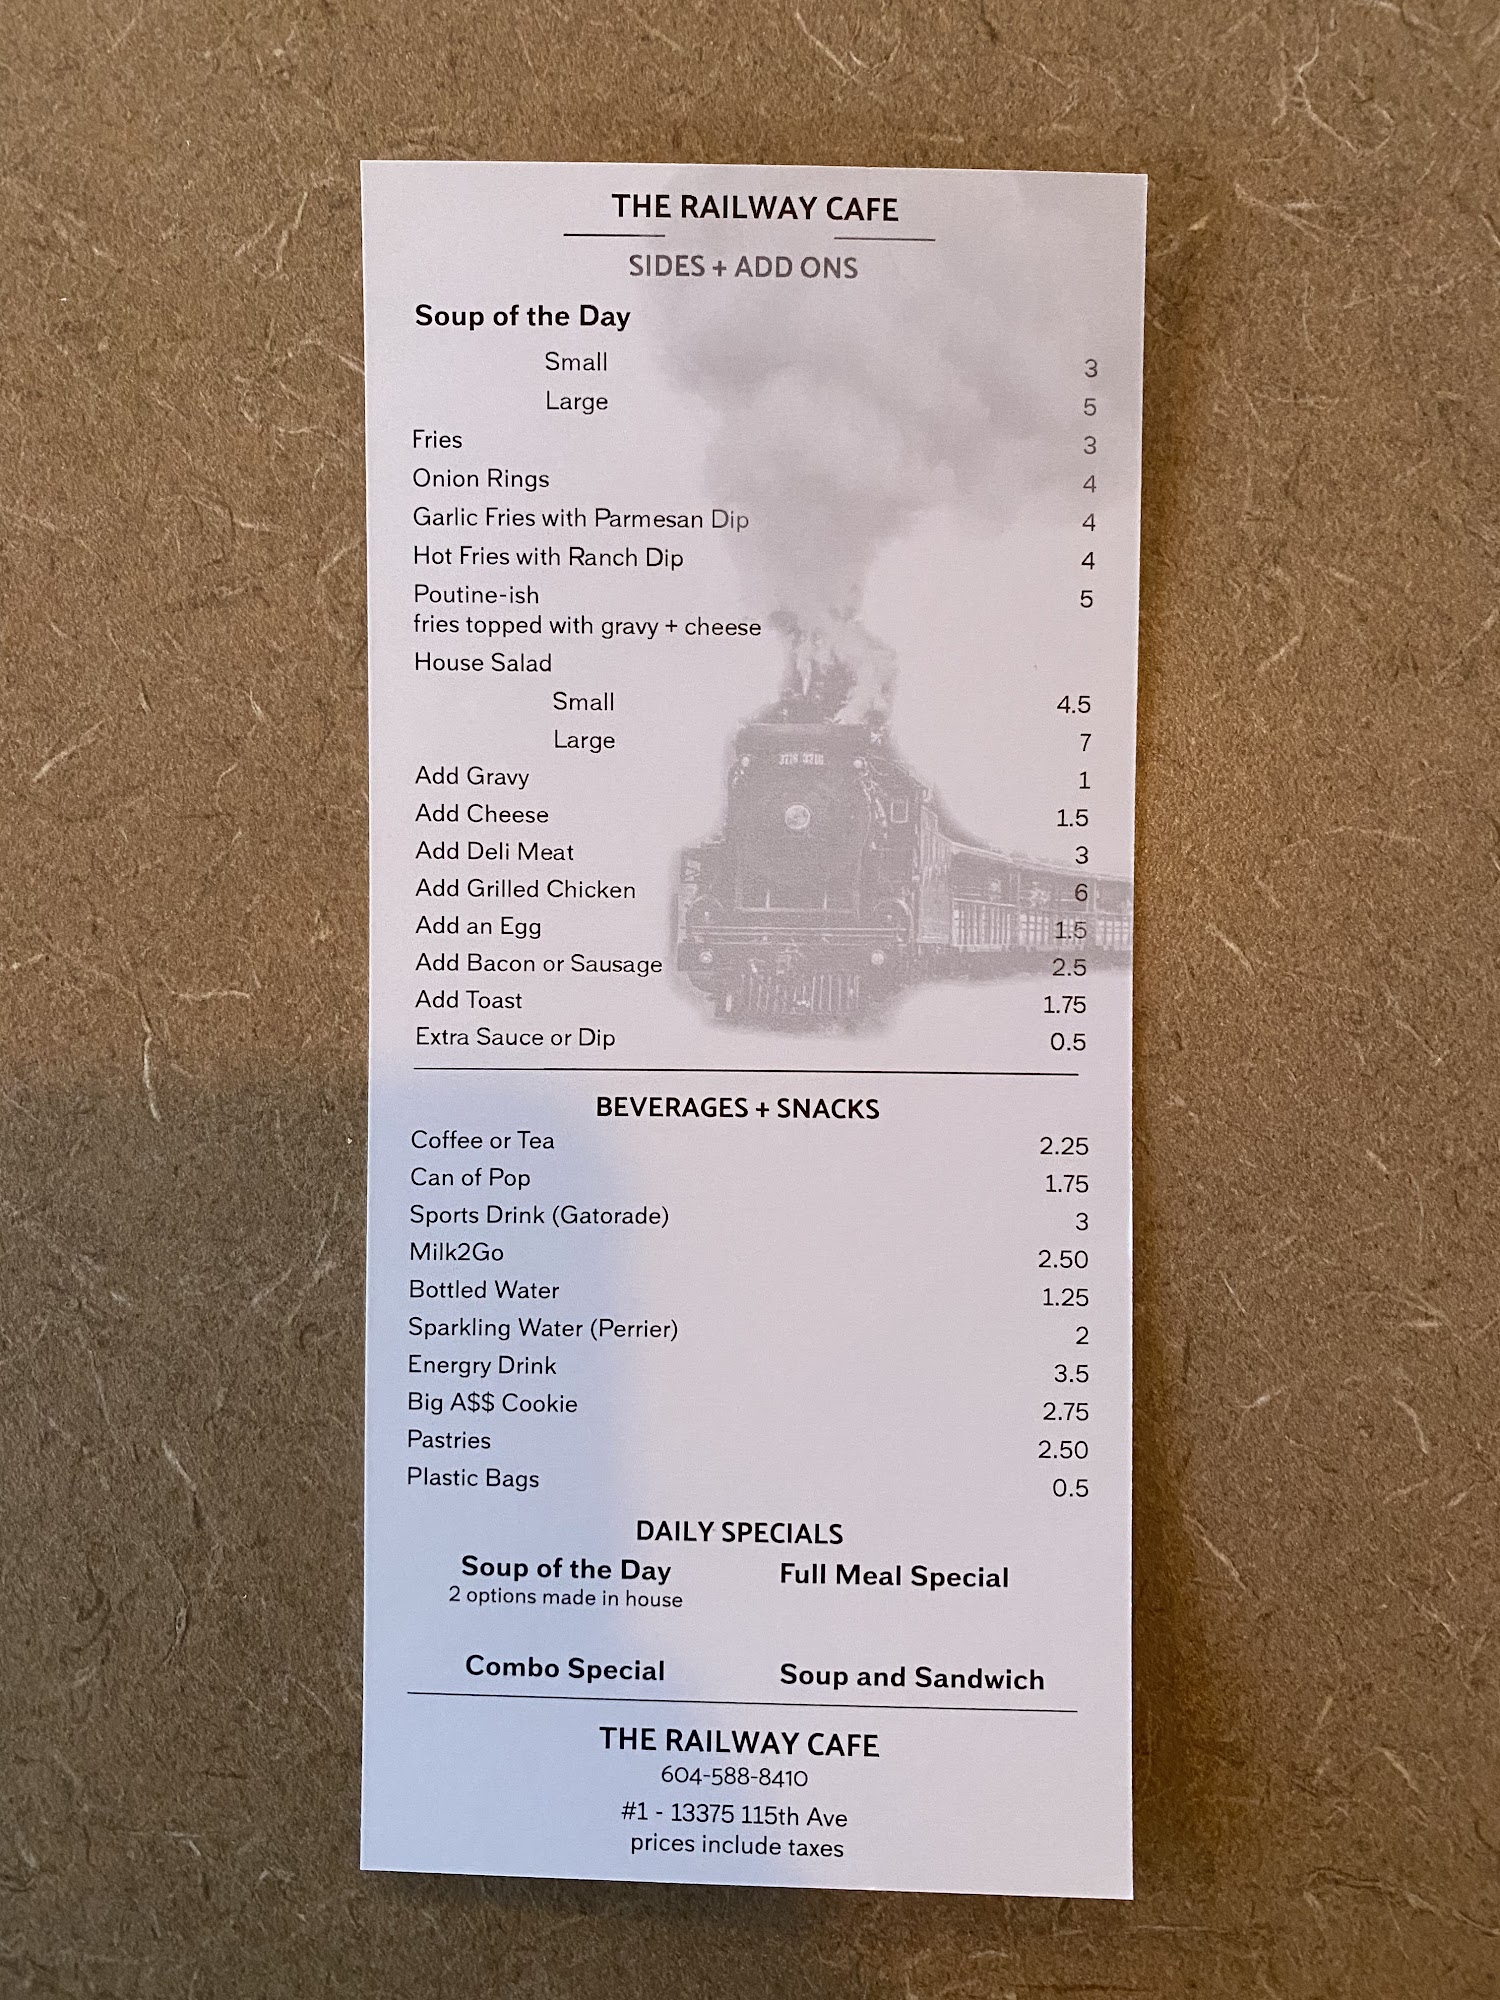 THE RAILWAY CAFE
SIDES + ADD ONS
Soup of the Day
Small 3
Large 5
Fries 3
Onion Rings 4
Garlic Fries with Parmesan Dip 4
Hot Fries with Ranch Dip 4
Poutine-ish 5
fries topped with gravy + cheese
House Salad
Small 4.5
Large 7
Add Gravy 1
Add Cheese 1.5
Add Deli Meat 3
Add Grilled Chicken 6
Add an Egg 1.5
Add Bacon or Sausage 2.5
Add Toast 1.75
Extra Sauce or Dip 0.5
BEVERAGES + SNACKS
Coffee or Tea 2.25
Can of Pop 1.75
Sports Drink (Gatorade) 3
Milk2Go 2.50
Bottled Water 1.25
Sparkling Water (Perrier) 2
Energry Drink 3.5
Big A$$ Cookie 2.75
Pastries 2.50
Plastic Bags 0.5
DAILY SPECIALS
Soup of the Day Full Meal Special
2 options made in house
Combo Special Soup and Sandwich
THE RAILWAY CAFE
604-588-8410
#1 - 13375 115th Ave
prices include taxes